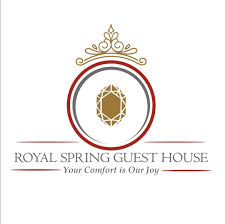 ROYAL SPRING GUEST HOUSE
Your Comfort is Our Joy